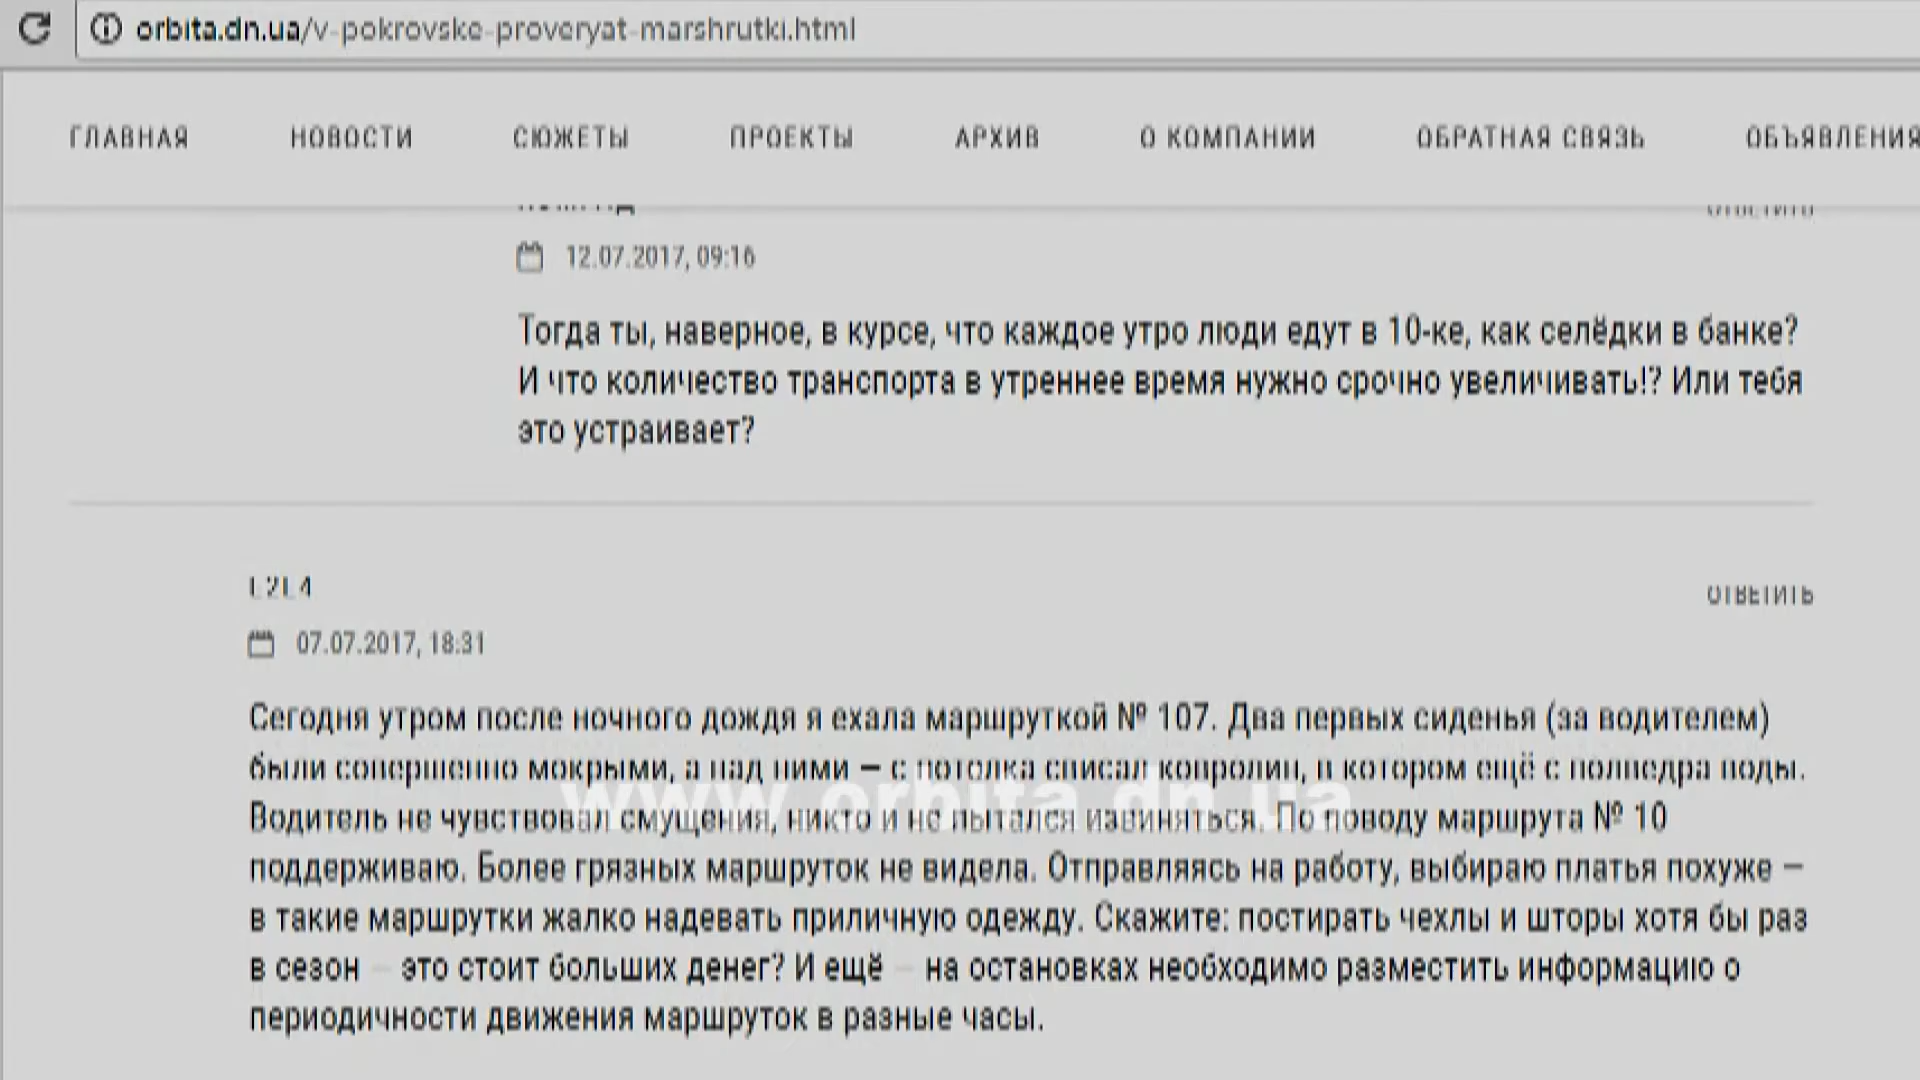 orbita.dn.ua/v-pokrovske-proveryat-marshrutki.html
ГЛАВНАЯ НОВОСТИ СЮЖЕТЫ ПРОЕКТЫ АРХИВ О КОМПАНИИ ОБРАТНАЯ СВЯЗЬ ОБЪЯВЛЕНИЯ
12.07.2017, 09:16
Тогда ты, наверное, в курсе, что каждое утро люди едут в 10-ке, как селёдки в банке?
И что количество транспорта в утреннее время нужно срочно увеличивать!? Или тебя
это устраивает?
ОТВЕТИТЬ
07.07.2017, 18:31
Сегодня утром после ночного дождя я ехала маршруткой № 107. Два первых сиденья (за водителем)
были совершенно мокрыми, а над ними — с потолка свисал ковролин, в котором ещё с полведра воды.
Водитель не чувствовал смущения, никто и не пытался извиняться. По поводу маршрута № 10
поддерживаю. Более грязных маршруток не видела. Отправляясь на работу, выбираю платья похуже —
в такие маршрутки жалко надевать приличную одежду. Скажите: постирать чехлы и шторы хотя бы раз
в сезон — это стоит больших денег? И ещё — на остановках необходимо разместить информацию о
периодичности движения маршруток в разные часы.
www.orbita.dn.ua